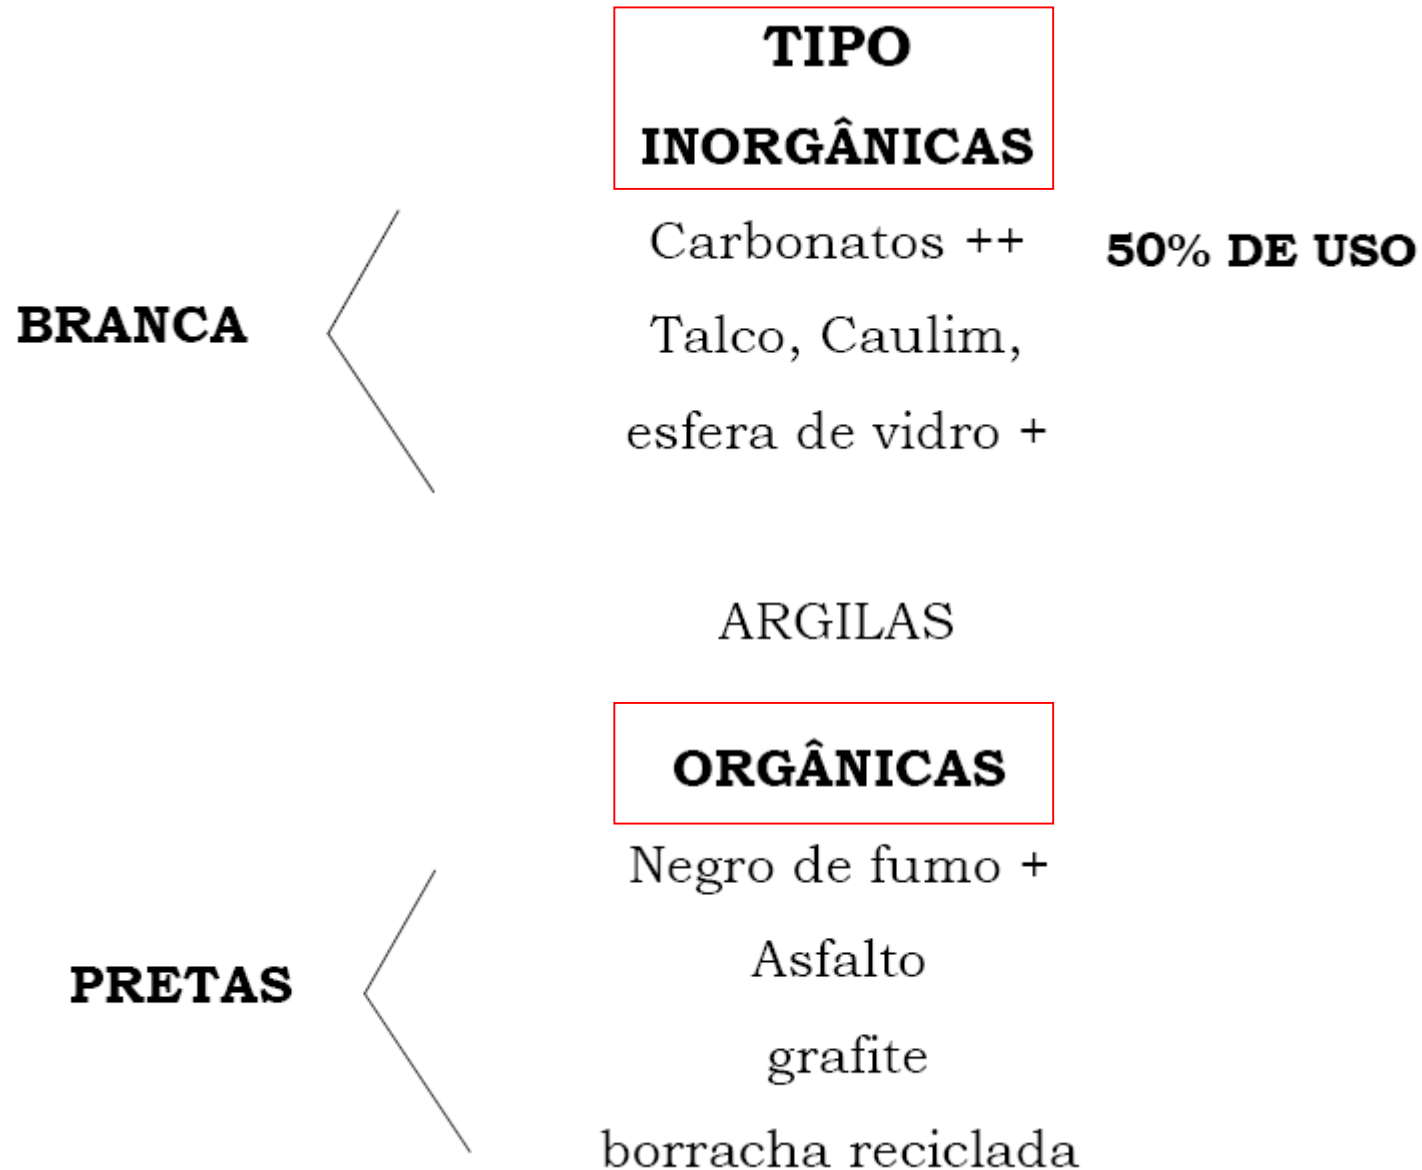 TIPO
INORGÂNICAS
Carbonatos ++
50% DE USO
BRANCA
Talco, Caulim,
esfera de vidro +
ARGILAS
ORGÂNICAS
Negro de fumo +
Asfalto
PRETAS
grafite
borracha reciclada